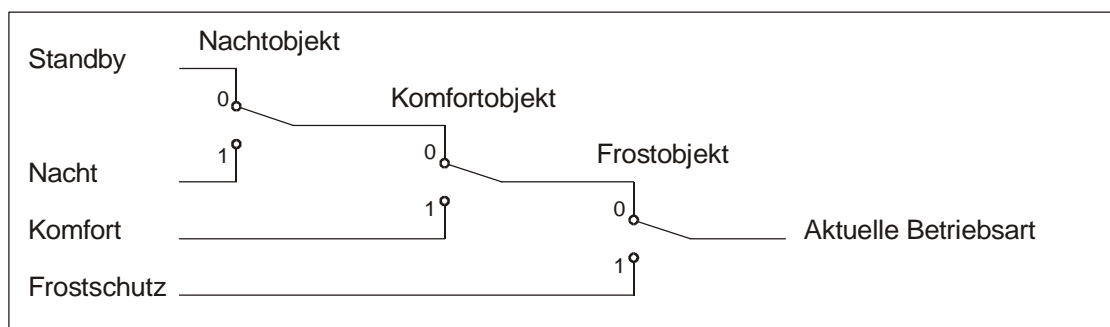 Nachtobjekt
Standby
0
Komfortobjekt
1
0
Frostobjekt
Nacht
1
0
Komfort
Aktuelle Betriebsart
1
Frostschutz